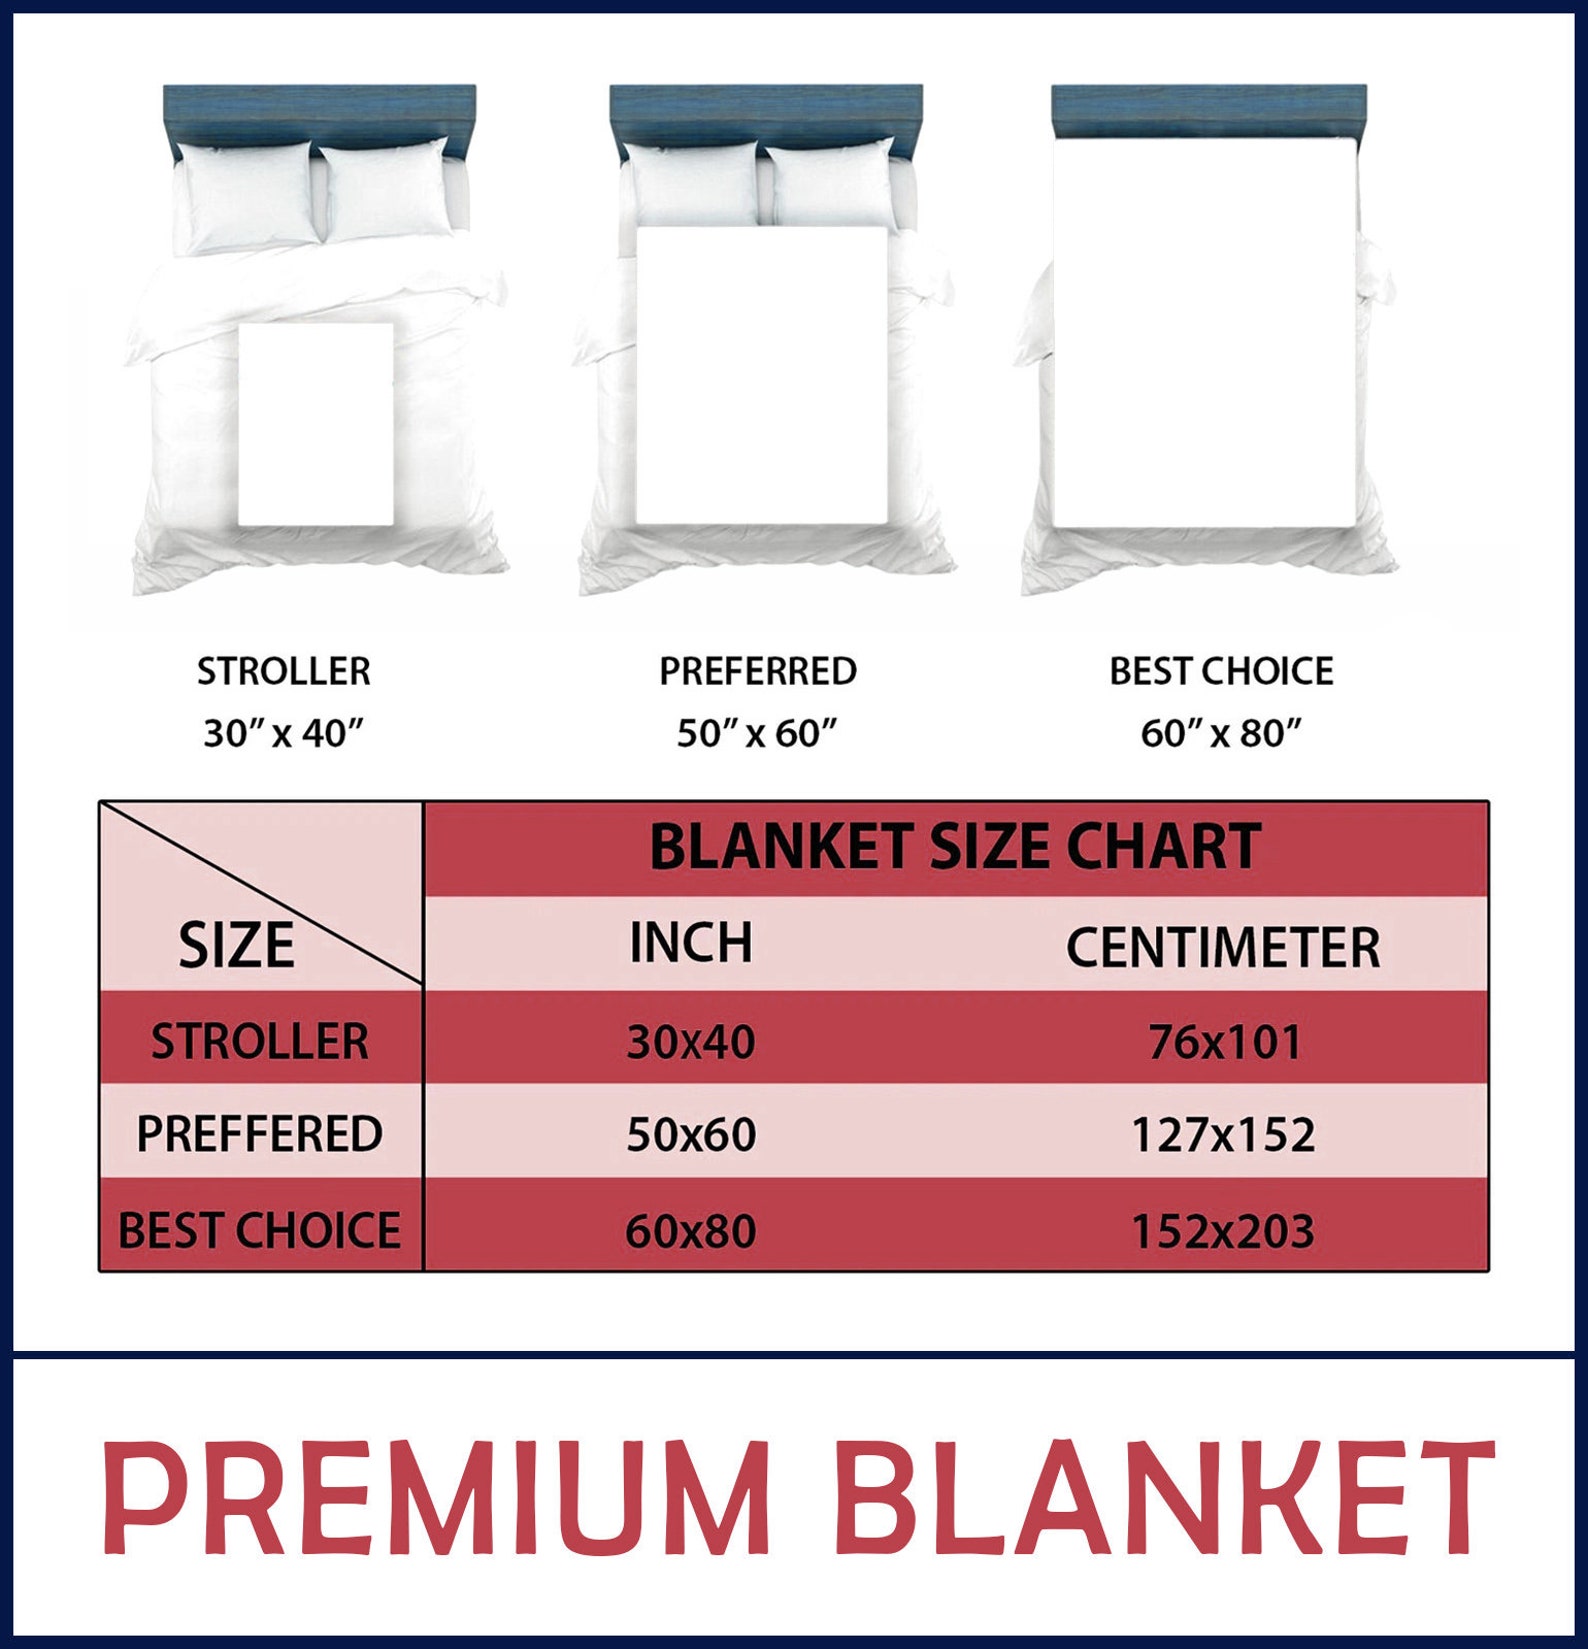 STROLLER PREFERRED BEST CHOICE
30” x 40” 50” x 60” 60” x 80”
BLANKET SIZE CHART
SIZE INCH CENTIMETER
STROLLER 30x40 76x101
PREFFERED 50x60 127x152
BEST CHOICE 60x80 152x203
PREMIUM BLANKET